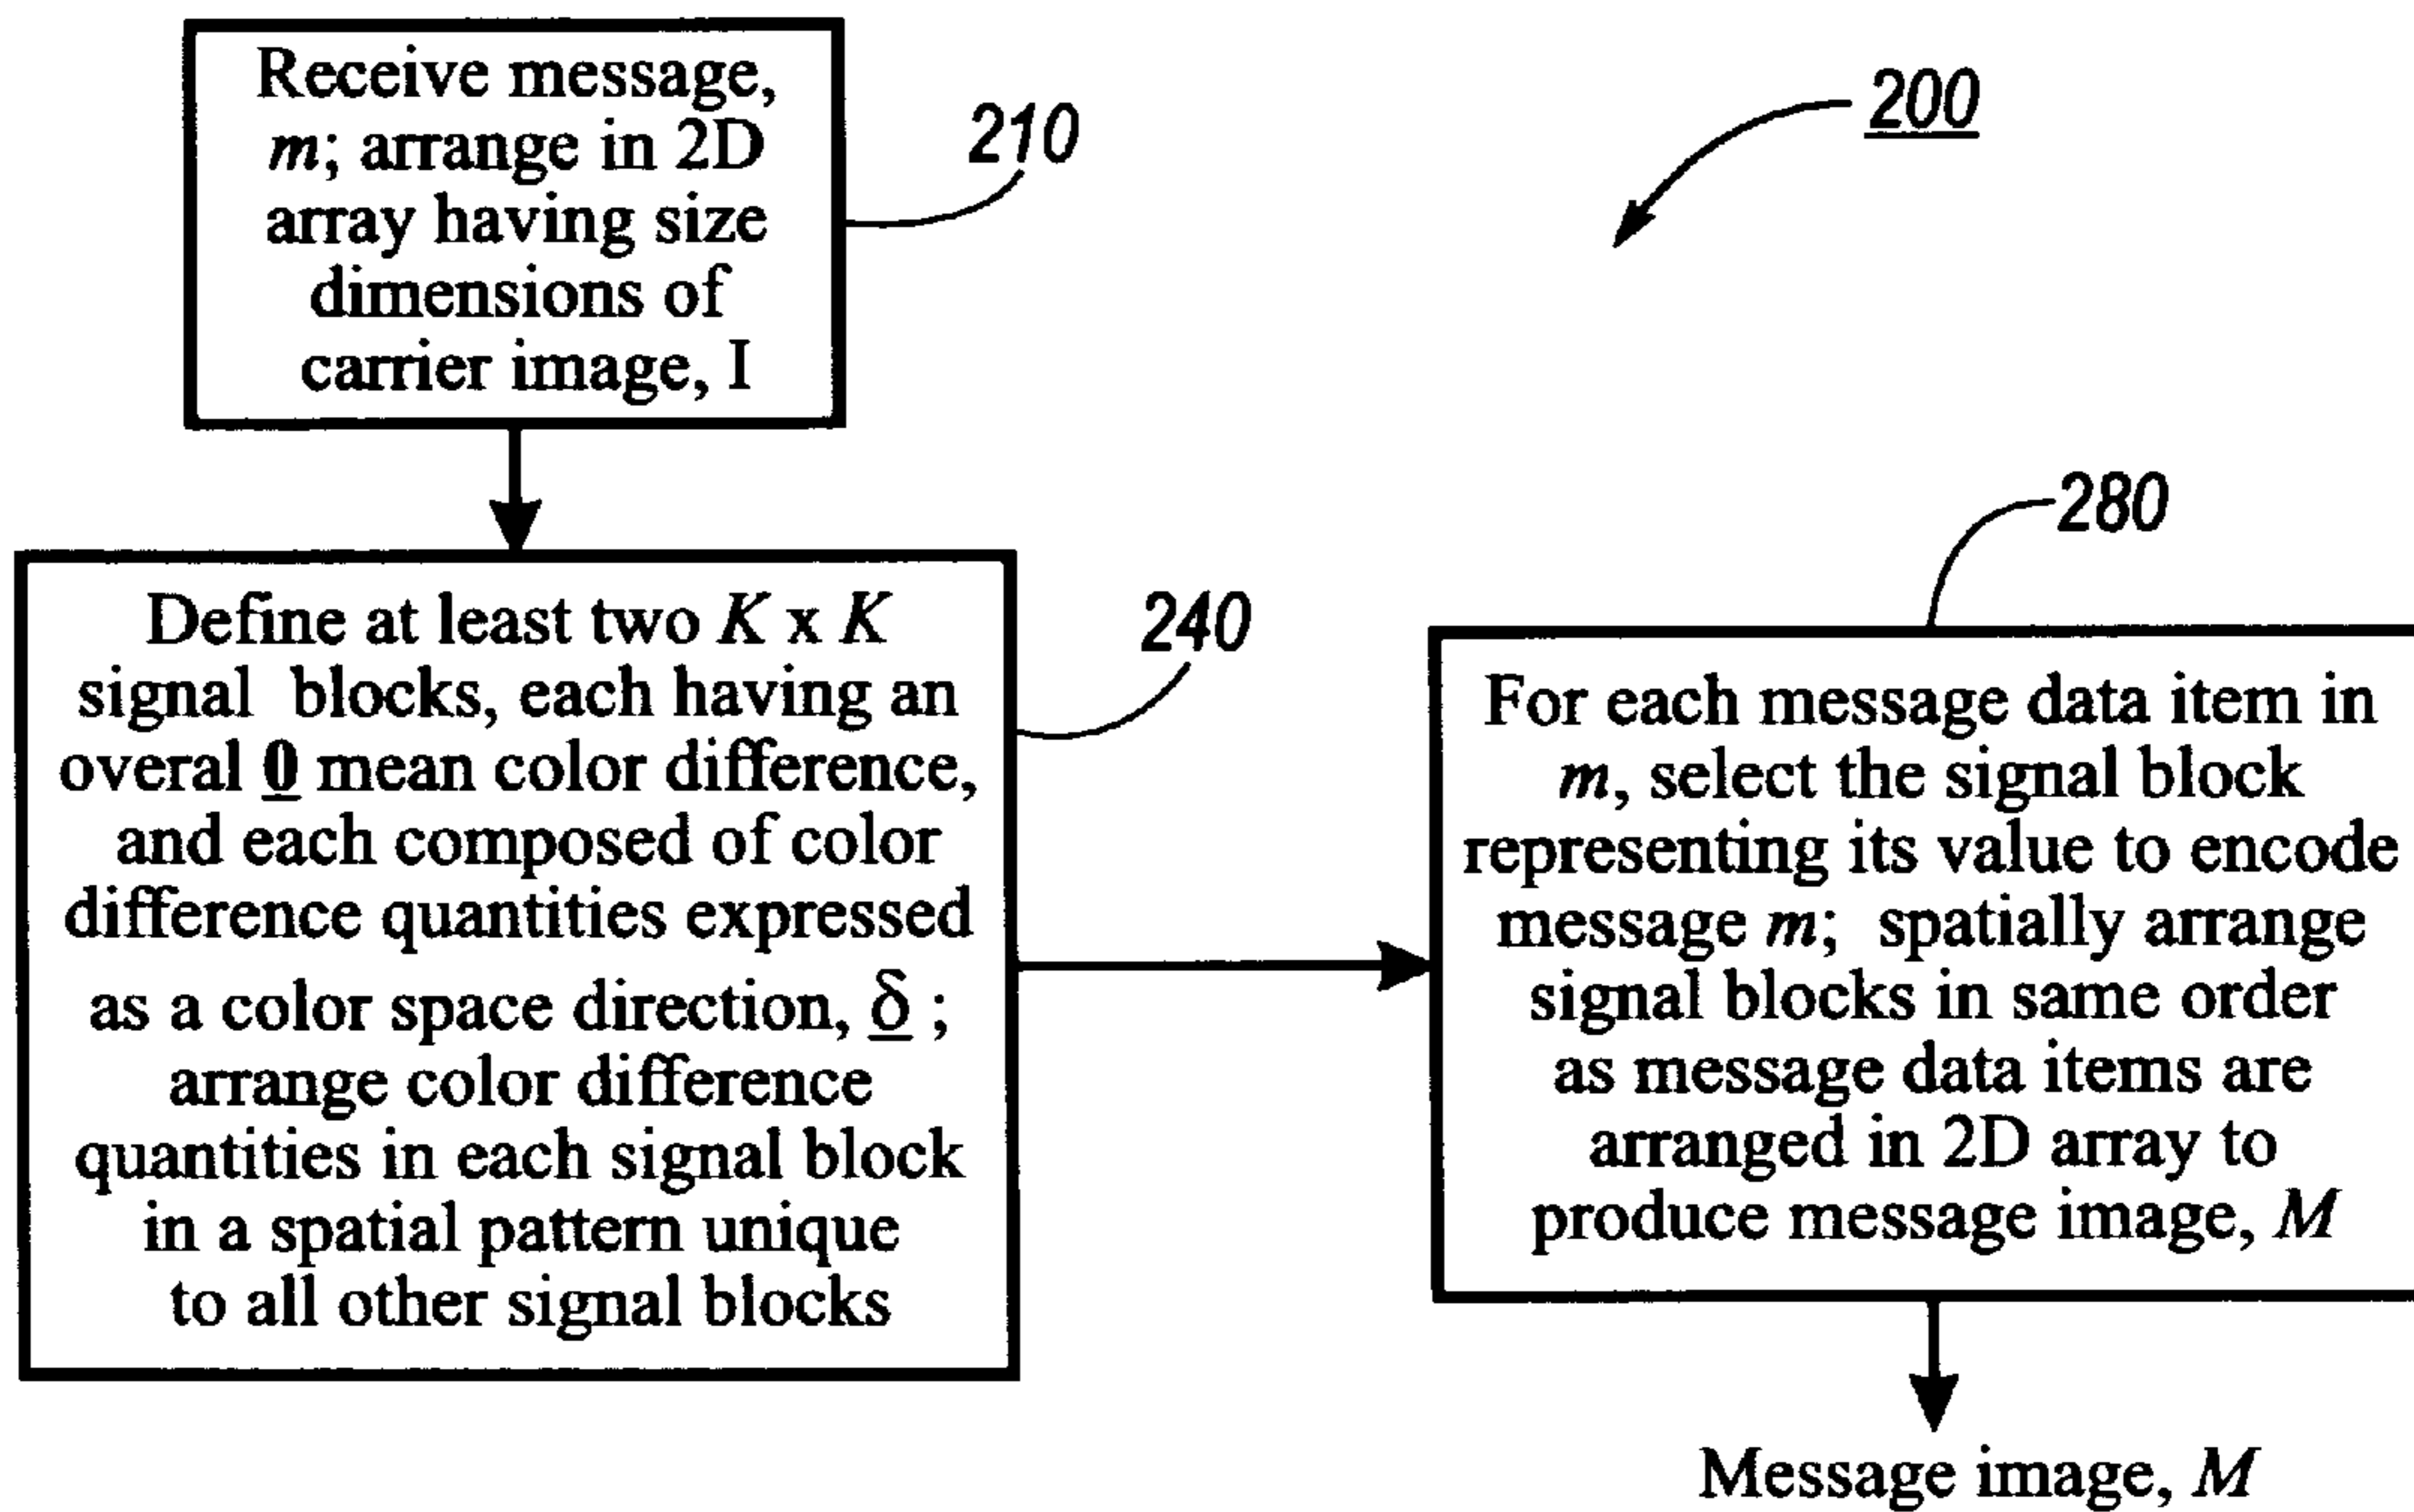 Receive message,
m; arrange in 2D
array having size
dimensions of
carrier image, I
210
200
Define at least two K x K
signal blocks, each having an
overal 0 mean color difference,
and each composed of color
difference quantities expressed
as a color space direction, δ ;
arrange color difference
quantities in each signal block
in a spatial pattern unique
to all other signal blocks
240
280
For each message data item in
m, select the signal block
representing its value to encode
message m; spatially arrange
signal blocks in same order
as message data items are
arranged in 2D array to
produce message image, M
Message image, M